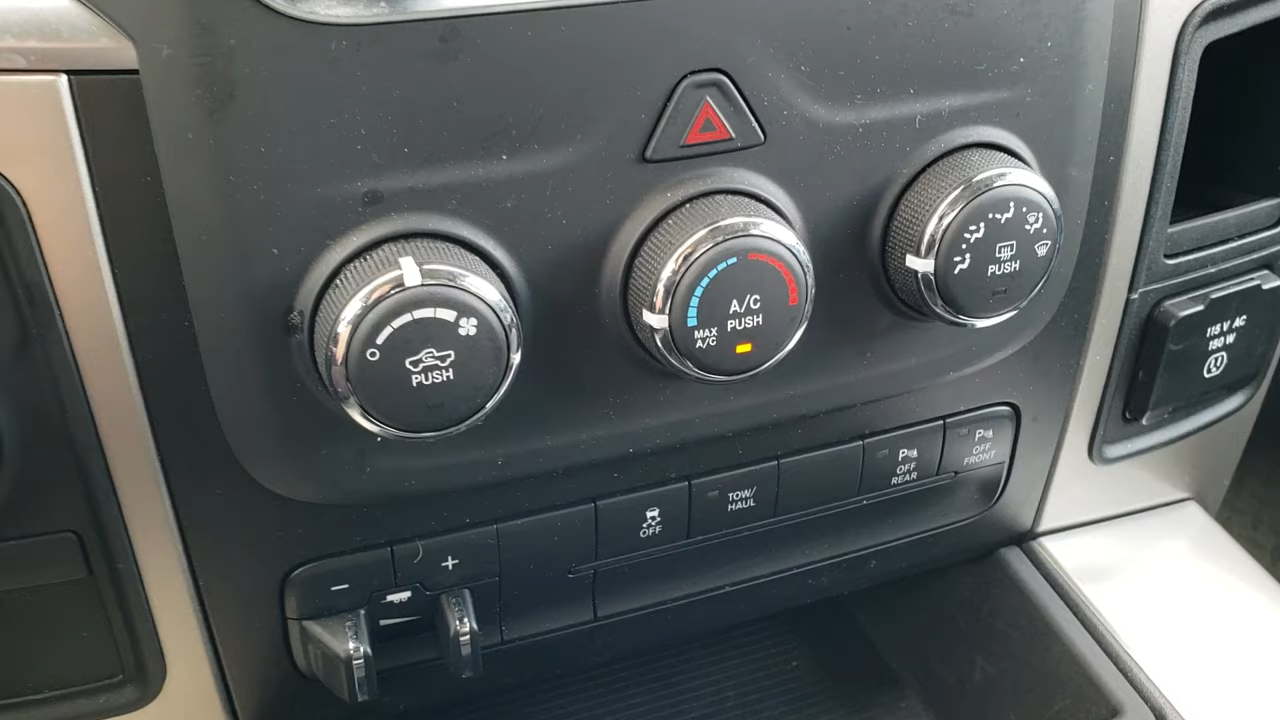 PUSH
A/C
PUSH
MAX
A/C
PUSH
115 V AC
150 W
−
+
OFF
TOW/
HAUL
P
OFF
REAR
P
OFF
FRONT